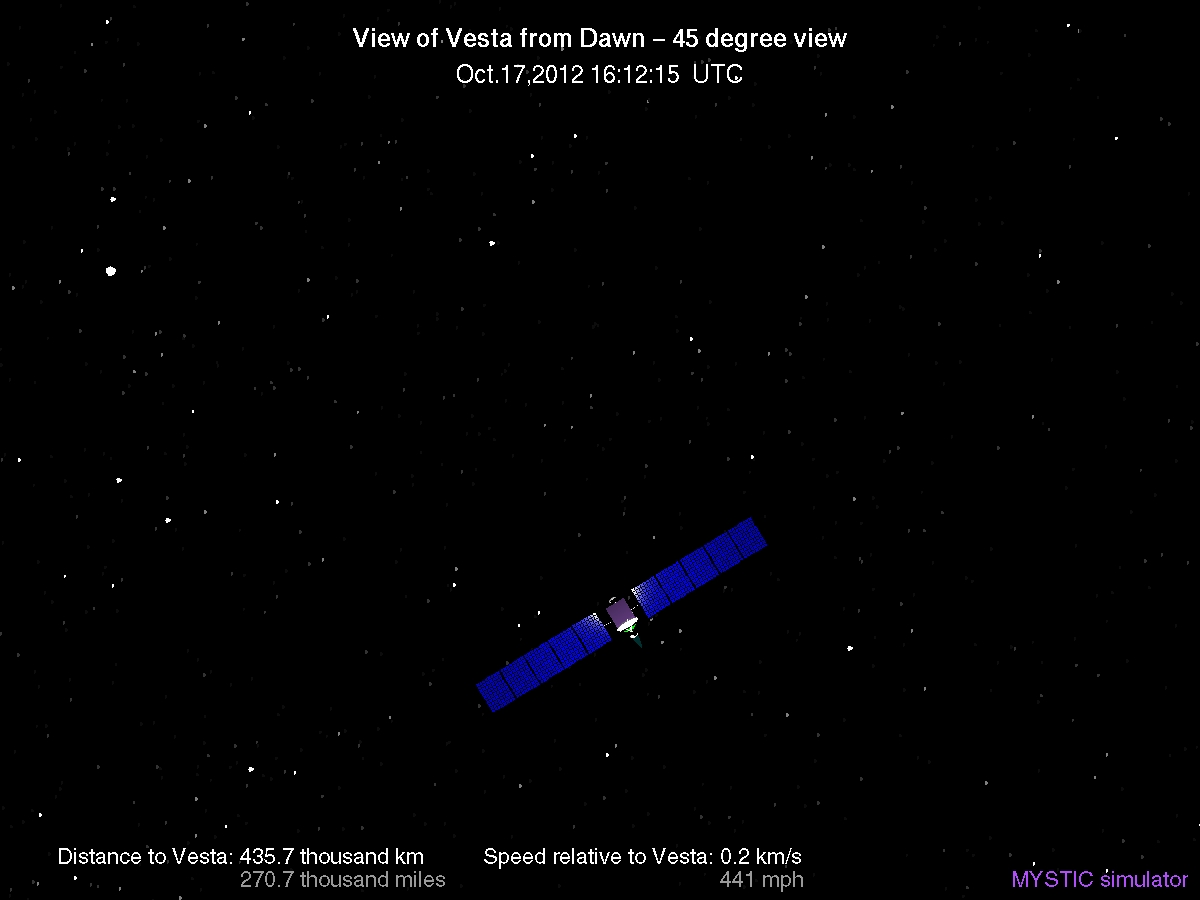 View of Vesta from Dawn – 45 degree view
Oct.17,2012 16:12:15 UTC
Distance to Vesta: 435.7 thousand km
270.7 thousand miles
Speed relative to Vesta: 0.2 km/s
441 mph
MYSTIC simulator